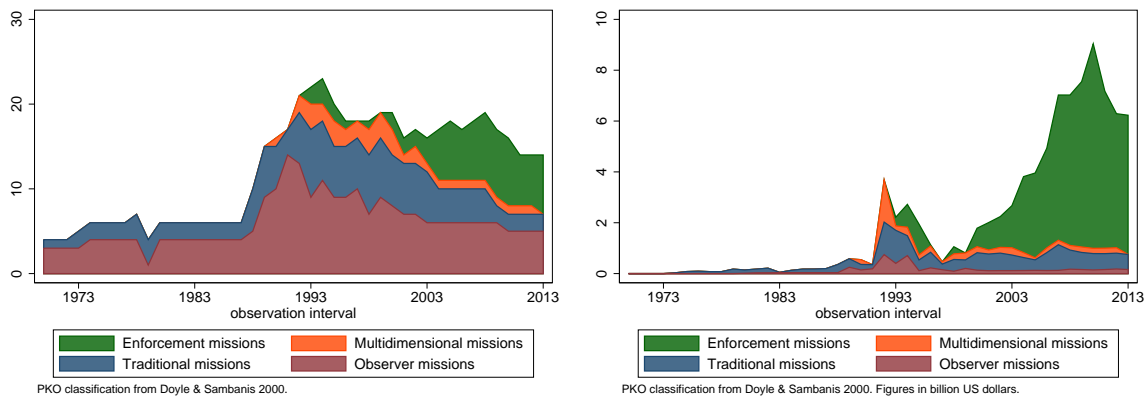 30
20
10
0
1973 1983 1993 2003 2013
observation interval
Enforcement missions Multidimensional missions
Traditional missions Observer missions
PKO classification from Doyle & Sambanis 2000.
10
8
6
4
2
0
1973 1983 1993 2003 2013
observation interval
Enforcement missions Multidimensional missions
Traditional missions Observer missions
PKO classification from Doyle & Sambanis 2000. Figures in billion US dollars.